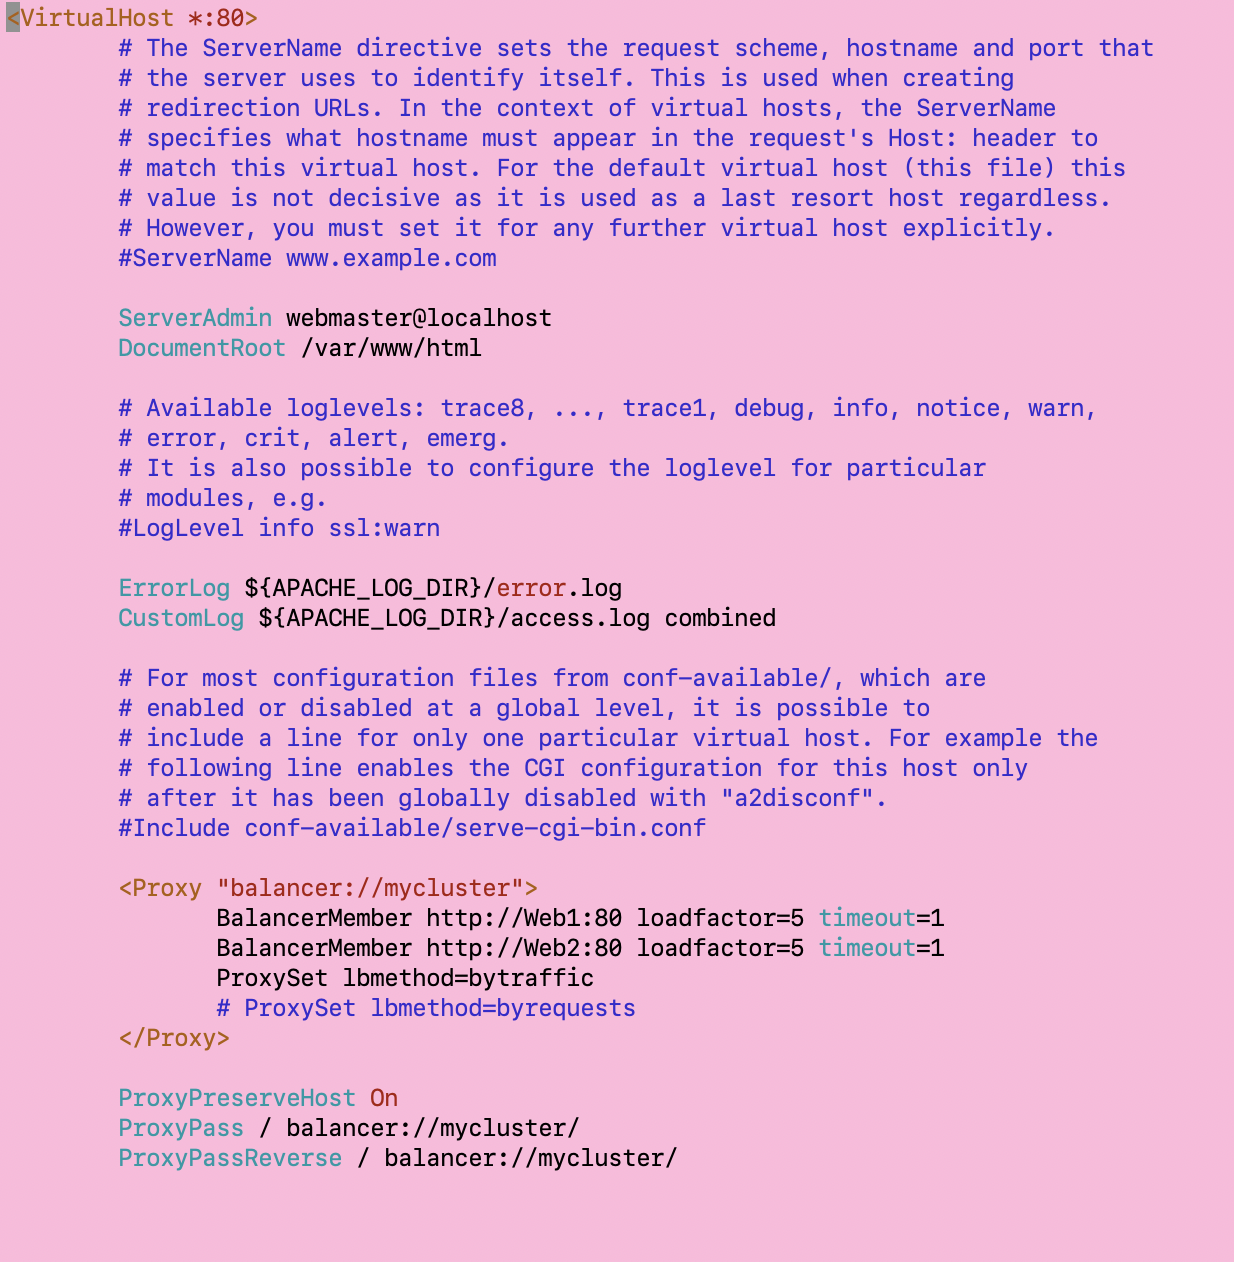 <VirtualHost *:80>
# The ServerName directive sets the request scheme, hostname and port that
# the server uses to identify itself. This is used when creating
# redirection URLs. In the context of virtual hosts, the ServerName
# specifies what hostname must appear in the request's Host: header to
# match this virtual host. For the default virtual host (this file) this
# value is not decisive as it is used as a last resort host regardless.
# However, you must set it for any further virtual host explicitly.
#ServerName www.example.com

ServerAdmin webmaster@localhost
DocumentRoot /var/www/html

# Available loglevels: trace8, ..., trace1, debug, info, notice, warn,
# error, crit, alert, emerg.
# It is also possible to configure the loglevel for particular
# modules, e.g.
#LogLevel info ssl:warn

ErrorLog ${APACHE_LOG_DIR}/error.log
CustomLog ${APACHE_LOG_DIR}/access.log combined

# For most configuration files from conf-available/, which are
# enabled or disabled at a global level, it is possible to
# include a line for only one particular virtual host. For example the
# following line enables the CGI configuration for this host only
# after it has been globally disabled with "a2disconf".
#Include conf-available/serve-cgi-bin.conf

<Proxy "balancer://mycluster">
BalancerMember http://Web1:80 loadfactor=5 timeout=1
BalancerMember http://Web2:80 loadfactor=5 timeout=1
ProxySet lbmethod=bytraffic
# ProxySet lbmethod=byrequests
</Proxy>

ProxyPreserveHost On
ProxyPass / balancer://mycluster/
ProxyPassReverse / balancer://mycluster/